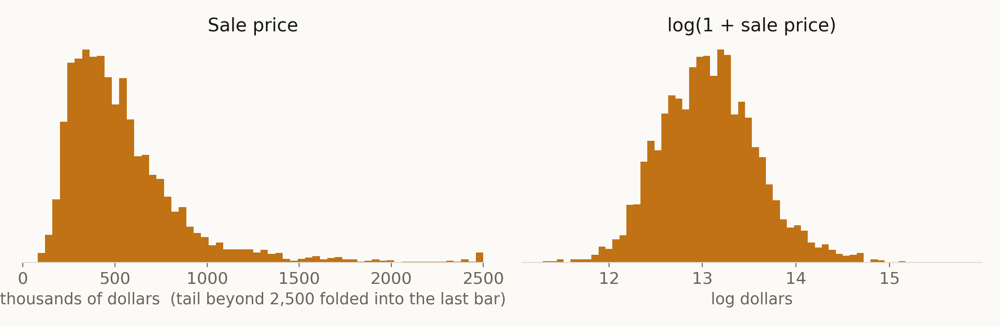 Sale price
log(1 + sale price)
0 500 1000 1500 2000 2500
12 13 14 15
thousands of dollars (tail beyond 2,500 folded into the last bar)
log dollars